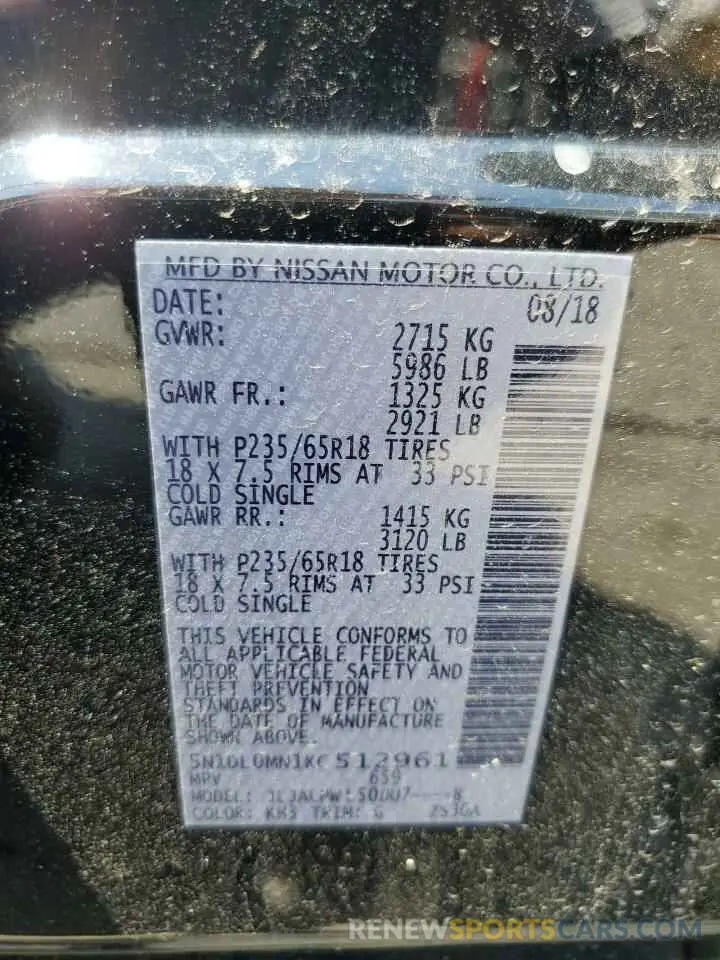 MFD BY NISSAN MOTOR CO., LTD.
DATE: 08/18
GVWR: 2715 KG
5986 LB
GAWR FR.: 1325 KG
2921 LB
WITH P235/65R18 TIRES
18 X 7.5 RIMS AT 33 PSI
COLD SINGLE
GAWR RR.: 1415 KG
3120 LB
WITH P235/65R18 TIRES
18 X 7.5 RIMS AT 33 PSI
COLD SINGLE
THIS VEHICLE CONFORMS TO
ALL APPLICABLE FEDERAL
MOTOR VEHICLE SAFETY AND
THEFT PREVENTION
STANDARDS IN EFFECT ON
THE DATE OF MANUFACTURE
SHOWN ABOVE.
5N1DL0MN1KC512961
MPV 659
MODEL:
COLOR: KH3 TRIM: G
RENEWSPORTSCARS.COM